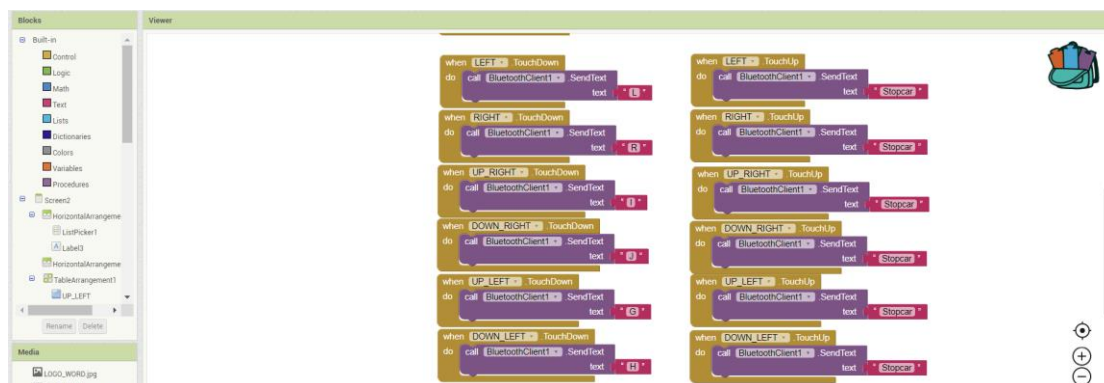 Blocks
Viewer
Built-in
Control
Logic
Math
Text
Lists
Dictionaries
Colors
Variables
Procedures
Screen2
HorizontalArrangeme
ListPicker1
Label3
HorizontalArrangeme
TableArrangement1
UP_LEFT
Rename Delete
Media
LOGO_WORD.jpg
when LEFT .TouchDown
do call BluetoothClient1 .SendText
text "L"
when RIGHT .TouchDown
do call BluetoothClient1 .SendText
text "R"
when UP_RIGHT .TouchDown
do call BluetoothClient1 .SendText
text "I"
when DOWN_RIGHT .TouchDown
do call BluetoothClient1 .SendText
text "J"
when UP_LEFT .TouchDown
do call BluetoothClient1 .SendText
text "G"
when DOWN_LEFT .TouchDown
do call BluetoothClient1 .SendText
text "H"
when LEFT .TouchUp
do call BluetoothClient1 .SendText
text "Stopcar"
when RIGHT .TouchUp
do call BluetoothClient1 .SendText
text "Stopcar"
when UP_RIGHT .TouchUp
do call BluetoothClient1 .SendText
text "Stopcar"
when DOWN_RIGHT .TouchUp
do call BluetoothClient1 .SendText
text "Stopcar"
when UP_LEFT .TouchUp
do call BluetoothClient1 .SendText
text "Stopcar"
when DOWN_LEFT .TouchUp
do call BluetoothClient1 .SendText
text "Stopcar"